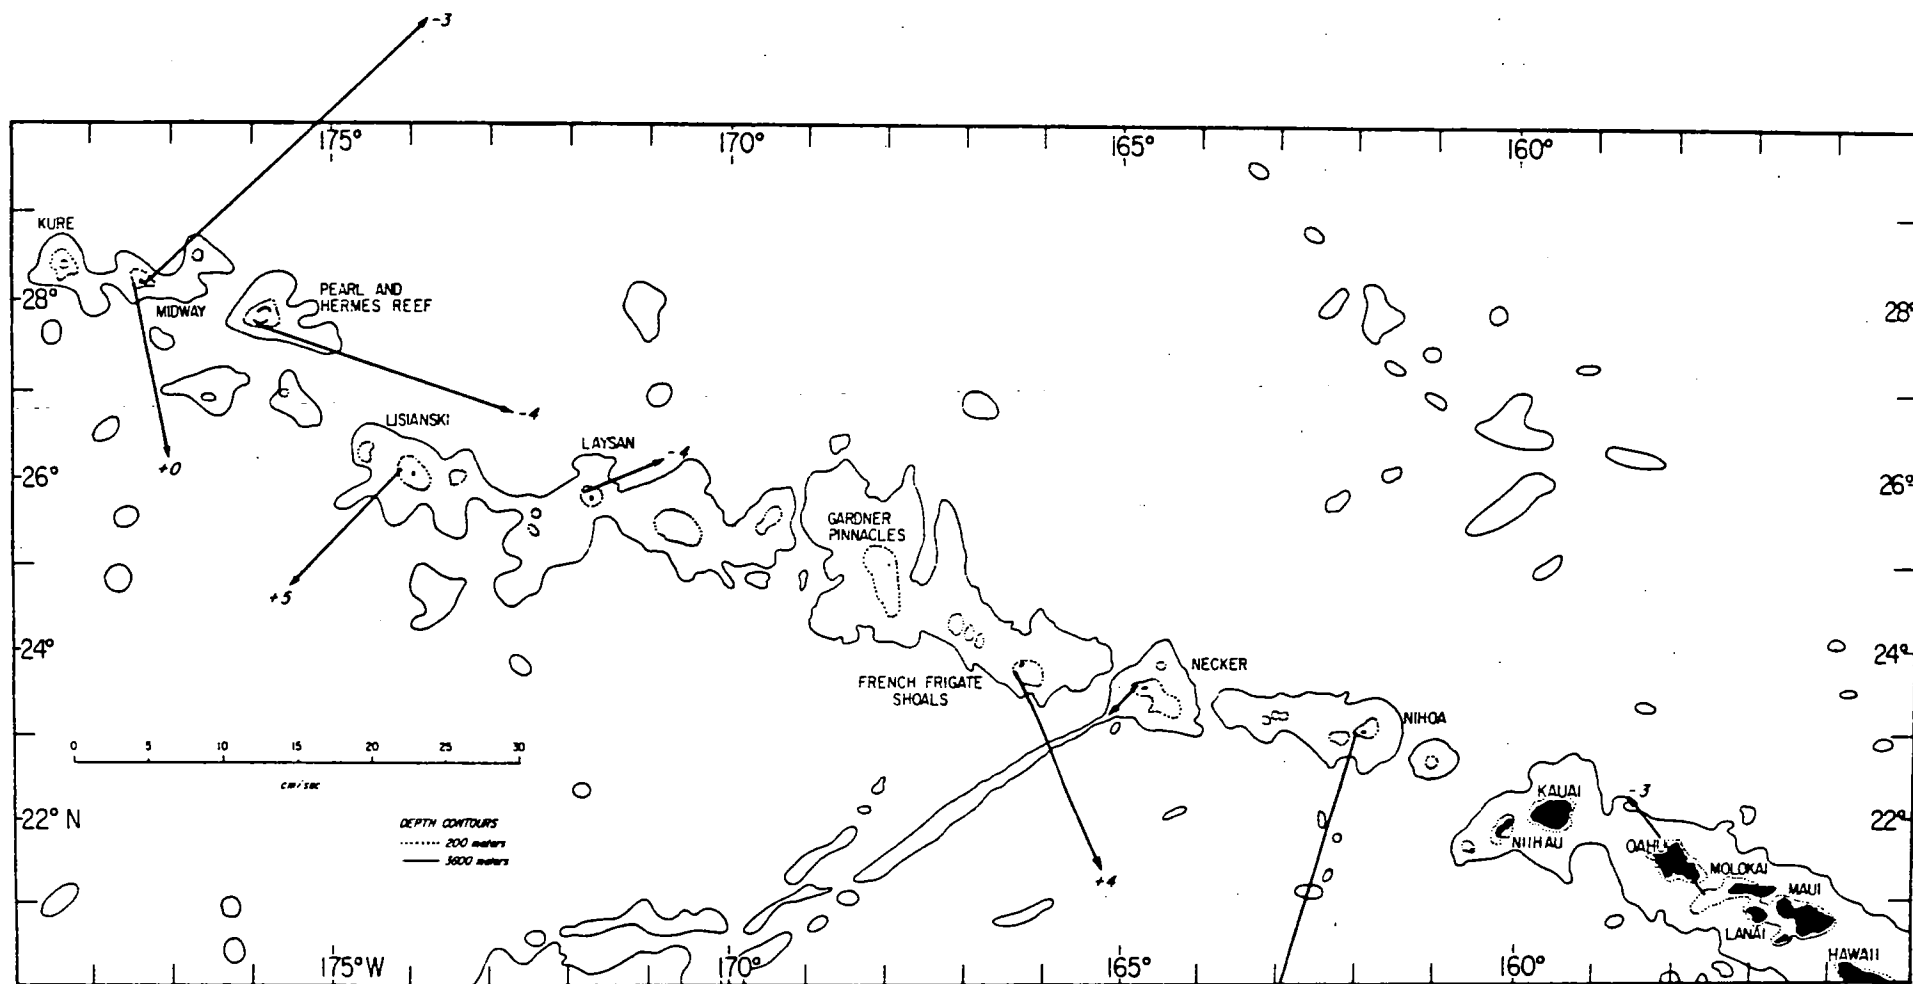 -3
175°
170°
165°
160°
KURE
PEARL AND
HERMES REEF
28°
MIDWAY
28°
-4
LISIANSKI
LAYSAN
-4
+0
26°
26°
GARDNER
PINNACLES
+5
24°
24°
NECKER
FRENCH FRIGATE
SHOALS
NIHOA
0 5 10 15 20 25 30
cm/sec
KAUAI
-3
22° N
22°
DEPTH CONTOURS
200 meters
3600 meters
NIIHAU
OAHU
MOLOKAI
+4
MAUI
LANAI
175° W
170°
165°
160°
HAWAII